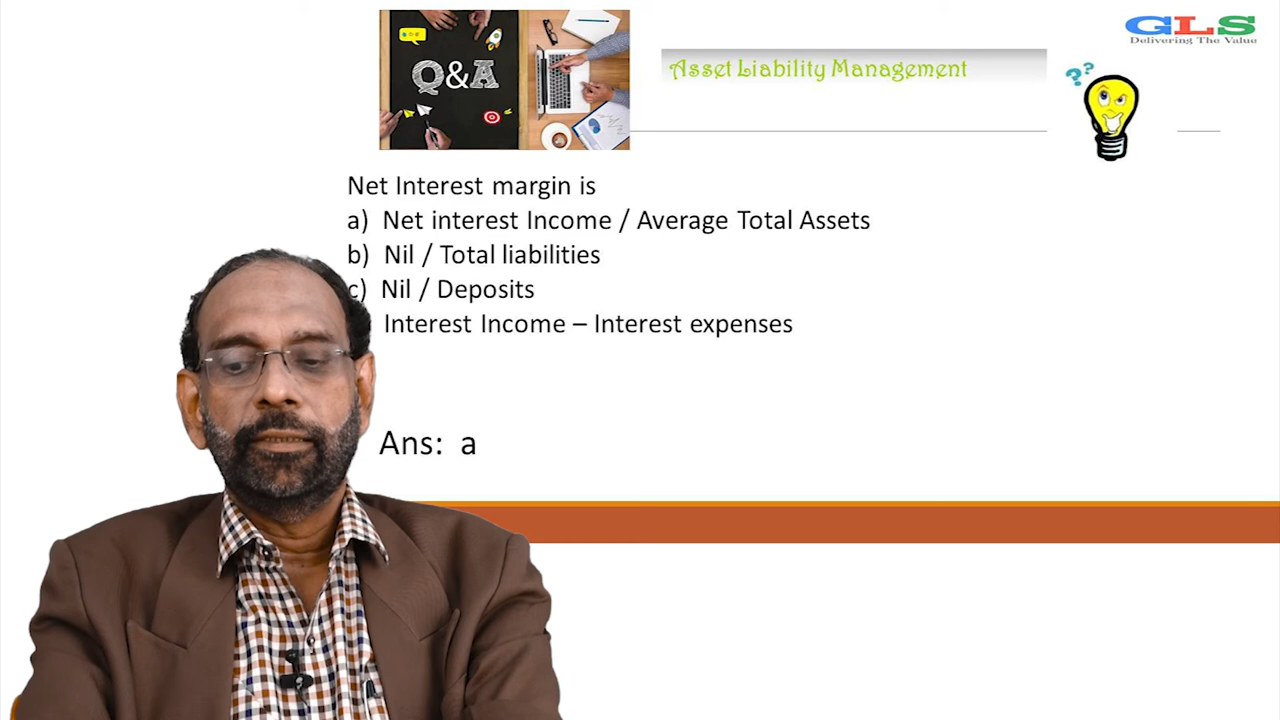 Q&A
GLS
Delivering The Value
Asset Liability Management
Net Interest margin is
a) Net interest Income / Average Total Assets
b) Nil / Total liabilities
c) Nil / Deposits
Interest Income – Interest expenses
Ans: a